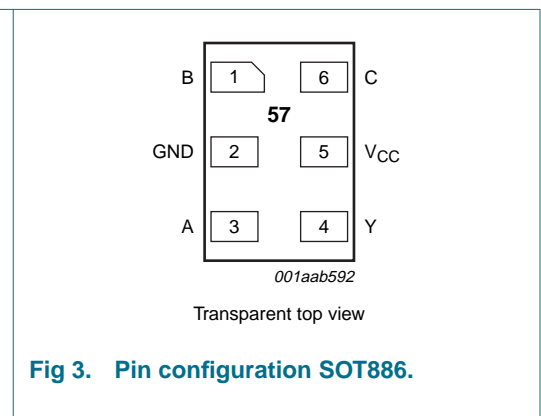 B 1 6 C
57
GND 2 5 VCC
A 3 4 Y
001aab592
Transparent top view
Fig 3. Pin configuration SOT886.